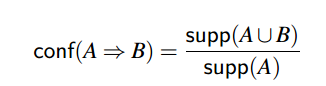 conf(A ⇒ B) = supp(A ∪ B) / supp(A)